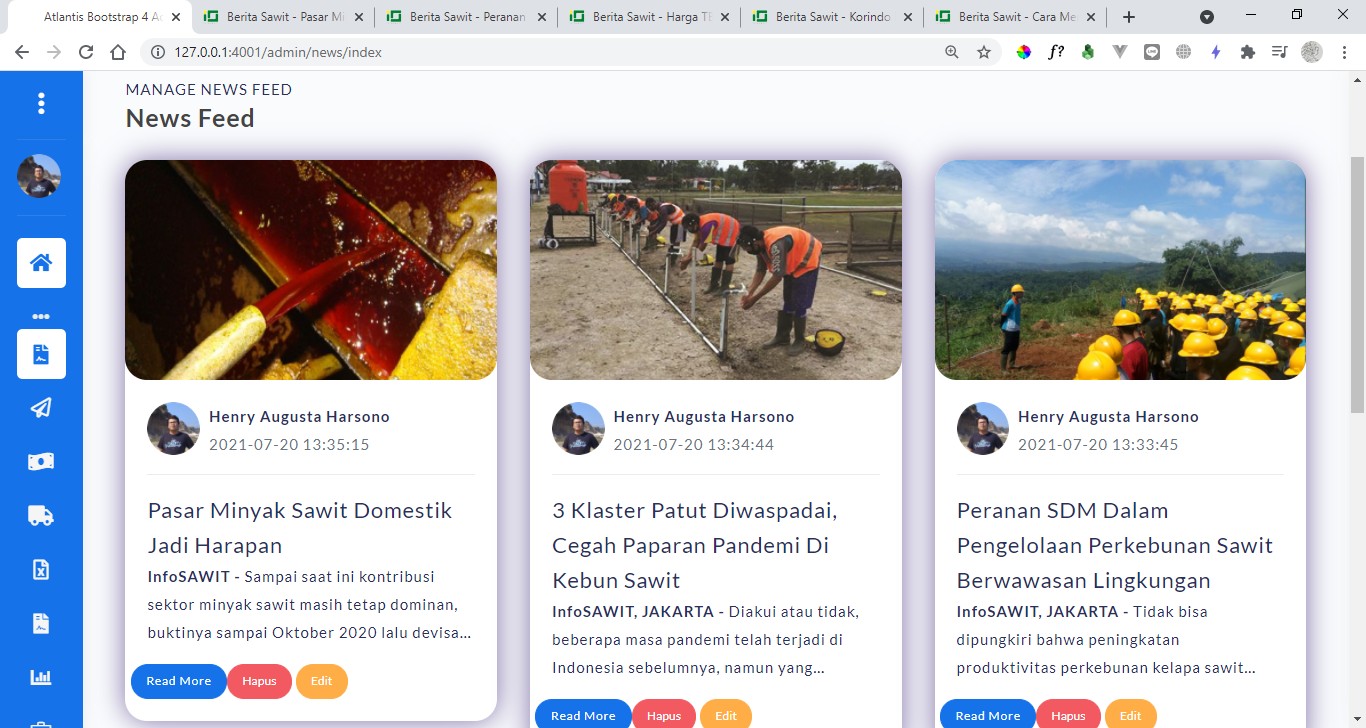 Atlantis Bootstrap 4 A
Berita Sawit - Pasar Mi
Berita Sawit - Peranan
Berita Sawit - Harga TB
Berita Sawit - Korindo
Berita Sawit - Cara Me
127.0.0.1:4001/admin/news/index
f?
MANAGE NEWS FEED
News Feed
Henry Augusta Harsono
2021-07-20 13:35:15
Pasar Minyak Sawit Domestik
Jadi Harapan
InfoSAWIT - Sampai saat ini kontribusi
sektor minyak sawit masih tetap dominan,
buktinya sampai Oktober 2020 lalu devisa...
Read More Hapus Edit
Henry Augusta Harsono
2021-07-20 13:34:44
3 Klaster Patut Diwaspadai,
Cegah Paparan Pandemi Di
Kebun Sawit
InfoSAWIT, JAKARTA - Diakui atau tidak,
beberapa masa pandemi telah terjadi di
Indonesia sebelumnya, namun yang...
Read More Hapus Edit
Henry Augusta Harsono
2021-07-20 13:33:45
Peranan SDM Dalam
Pengelolaan Perkebunan Sawit
Berwawasan Lingkungan
InfoSAWIT, JAKARTA - Tidak bisa
dipungkiri bahwa peningkatan
produktivitas perkebunan kelapa sawit...
Read More Hapus Edit